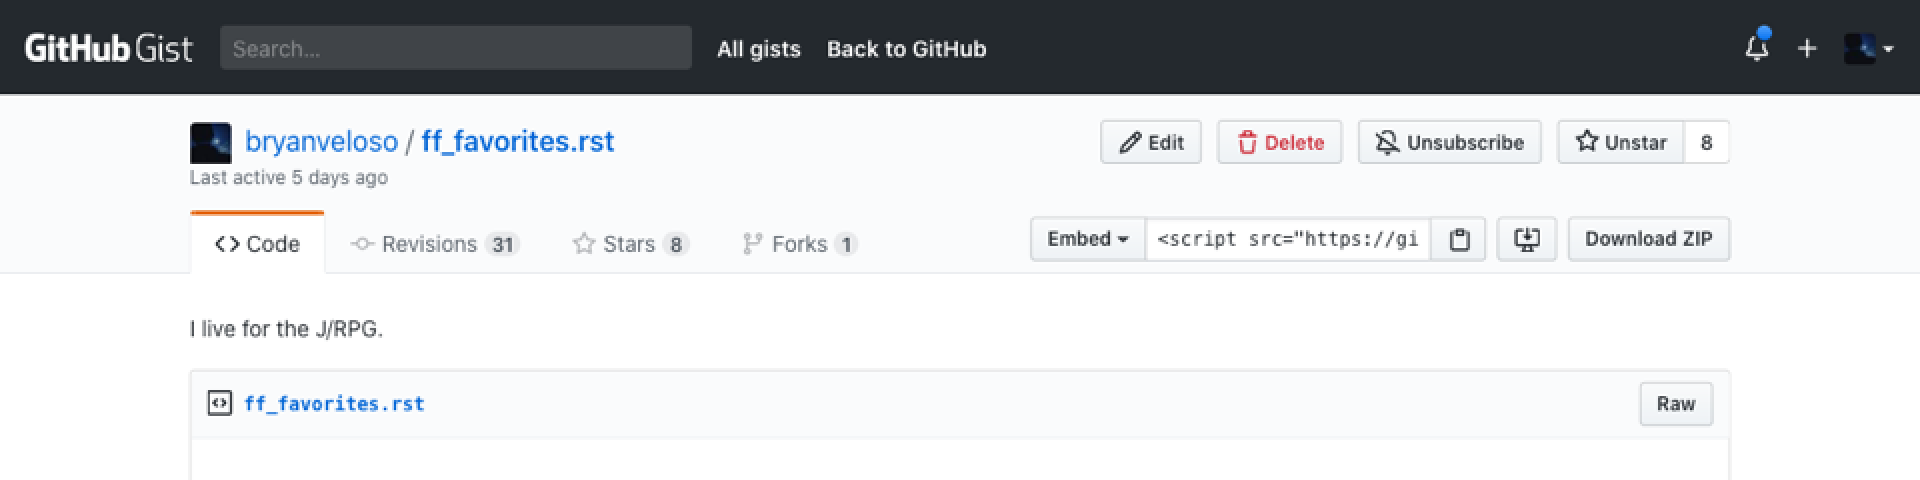 GitHub Gist Search... All gists Back to GitHub
bryanveloso / ff_favorites.rst Edit Delete Unsubscribe Unstar 8
Last active 5 days ago
Code Revisions 31 Stars 8 Forks 1 Embed <script src="https://gi Download ZIP
I live for the J/RPG.
ff_favorites.rst Raw